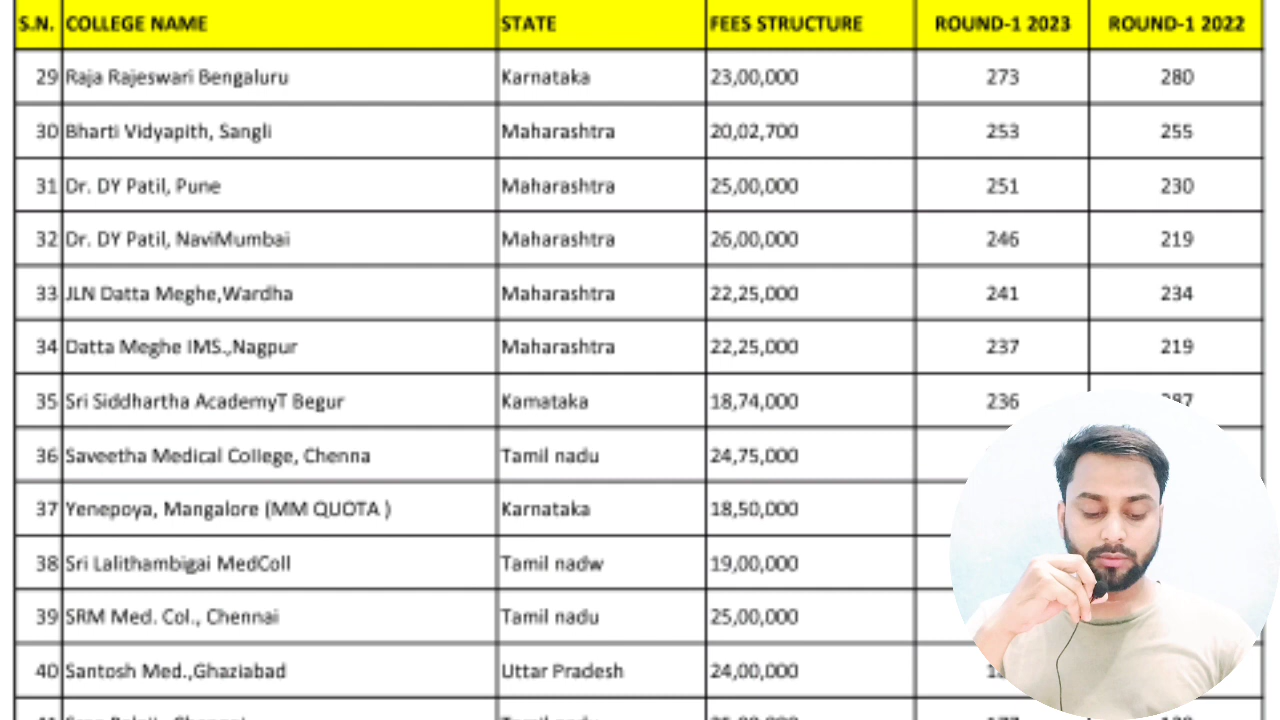 S.N. COLLEGE NAME STATE FEES STRUCTURE ROUND-1 2023 ROUND-1 2022
29 Raja Rajeswari Bengaluru Karnataka 23,00,000 273 280
30 Bharti Vidyapith, Sangli Maharashtra 20,02,700 253 255
31 Dr. DY Patil, Pune Maharashtra 25,00,000 251 230
32 Dr. DY Patil, NaviMumbai Maharashtra 26,00,000 246 219
33 JLN Datta Meghe,Wardha Maharashtra 22,25,000 241 234
34 Datta Meghe IMS.,Nagpur Maharashtra 22,25,000 237 219
35 Sri Siddhartha AcademyT Begur Kamataka 18,74,000 236
36 Saveetha Medical College, Chenna Tamil nadu 24,75,000
37 Yenepoya, Mangalore (MM QUOTA ) Karnataka 18,50,000
38 Sri Lalithambigai MedColl Tamil nadw 19,00,000
39 SRM Med. Col., Chennai Tamil nadu 25,00,000
40 Santosh Med.,Ghaziabad Uttar Pradesh 24,00,000